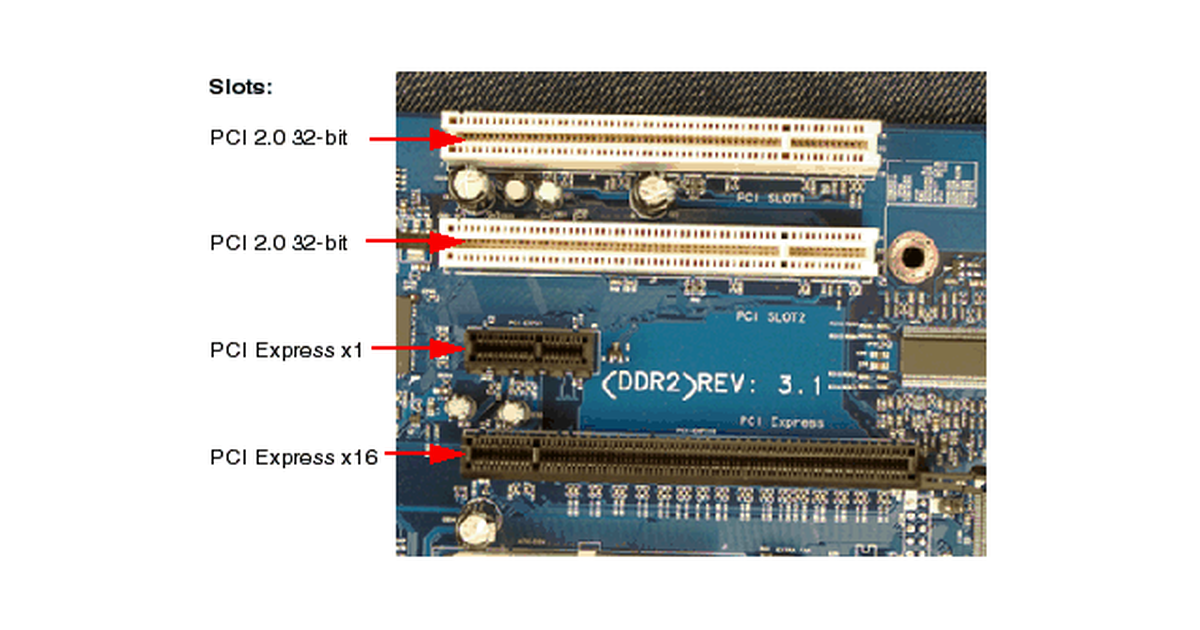 Slots:
PCI 2.0 32-bit
PCI SLOT1
PCI 2.0 32-bit
PCI SLOT2
PCI Express x1
(DDR2)REV: 3.1
PCI Express
PCI Express x16